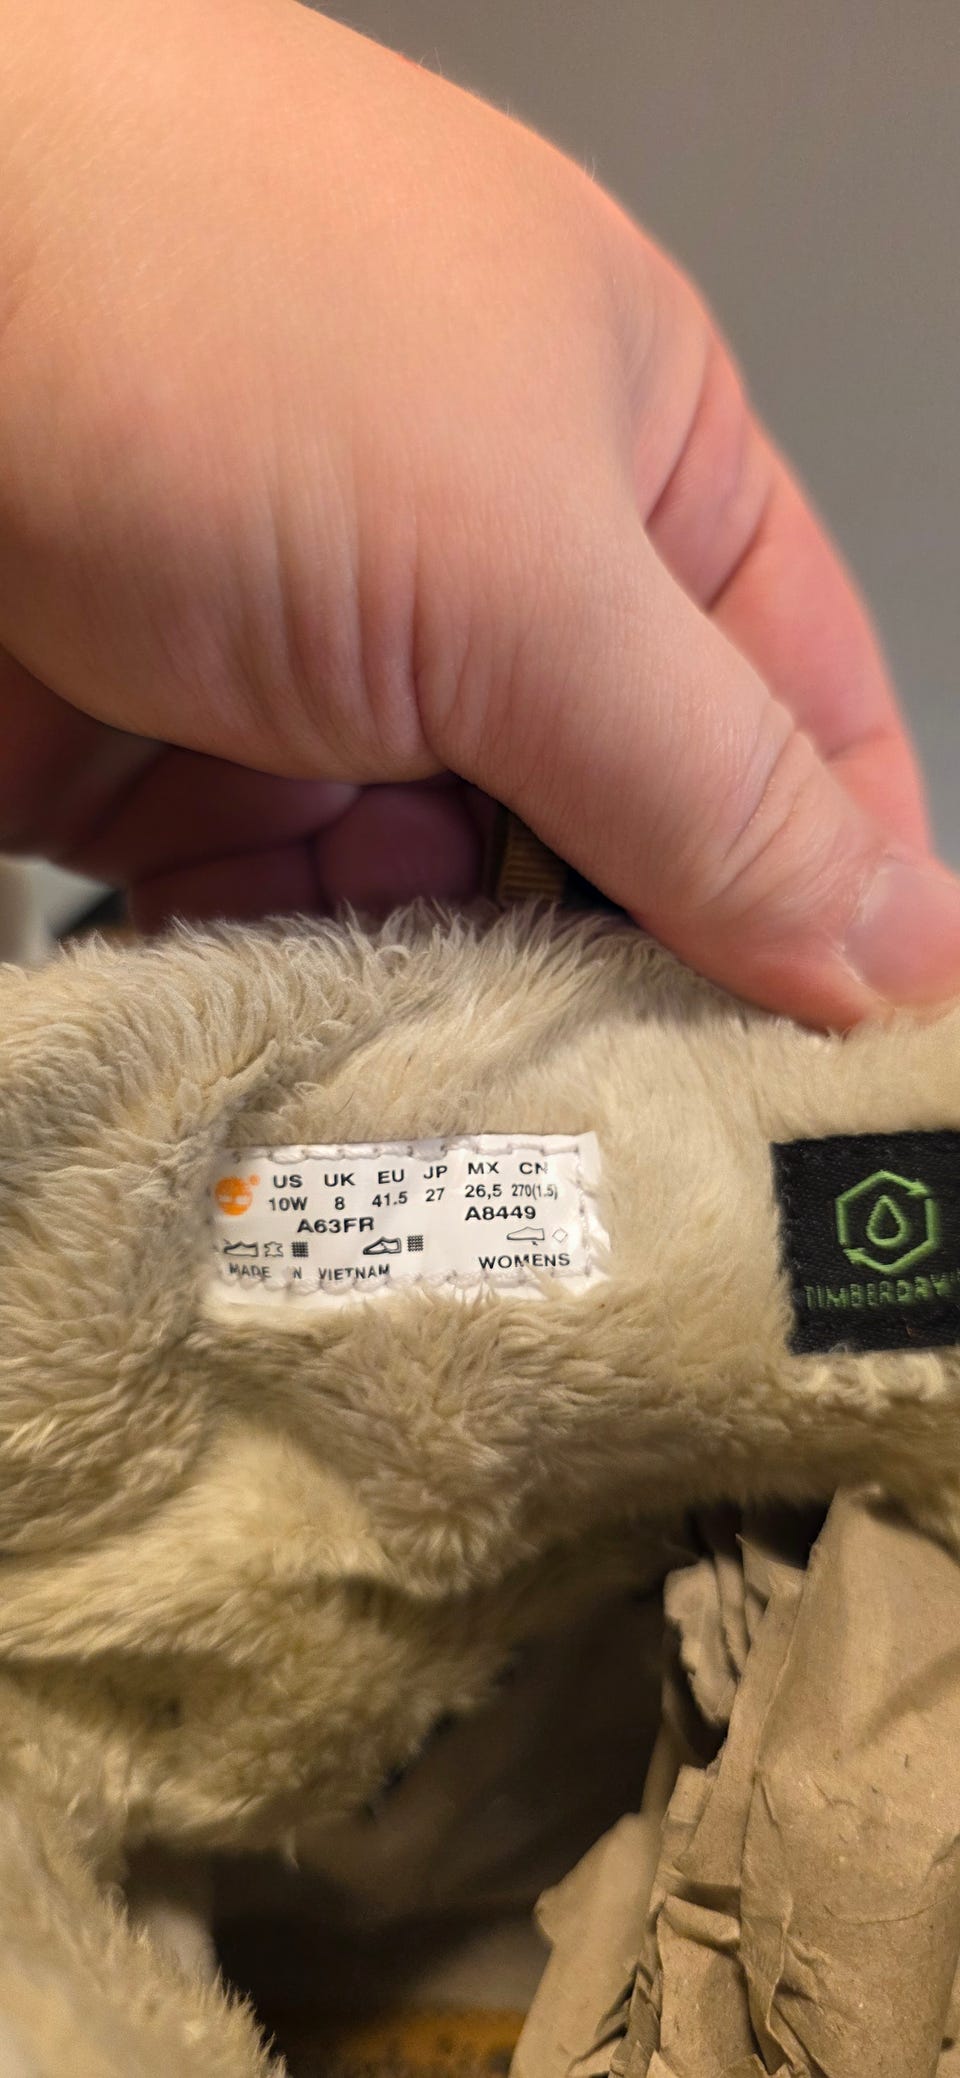 US UK EU JP MX CN
10W 8 41.5 27 26,5 270(1.5)
A63FR A8449
MADE IN VIETNAM WOMENS
TIMBERDRY